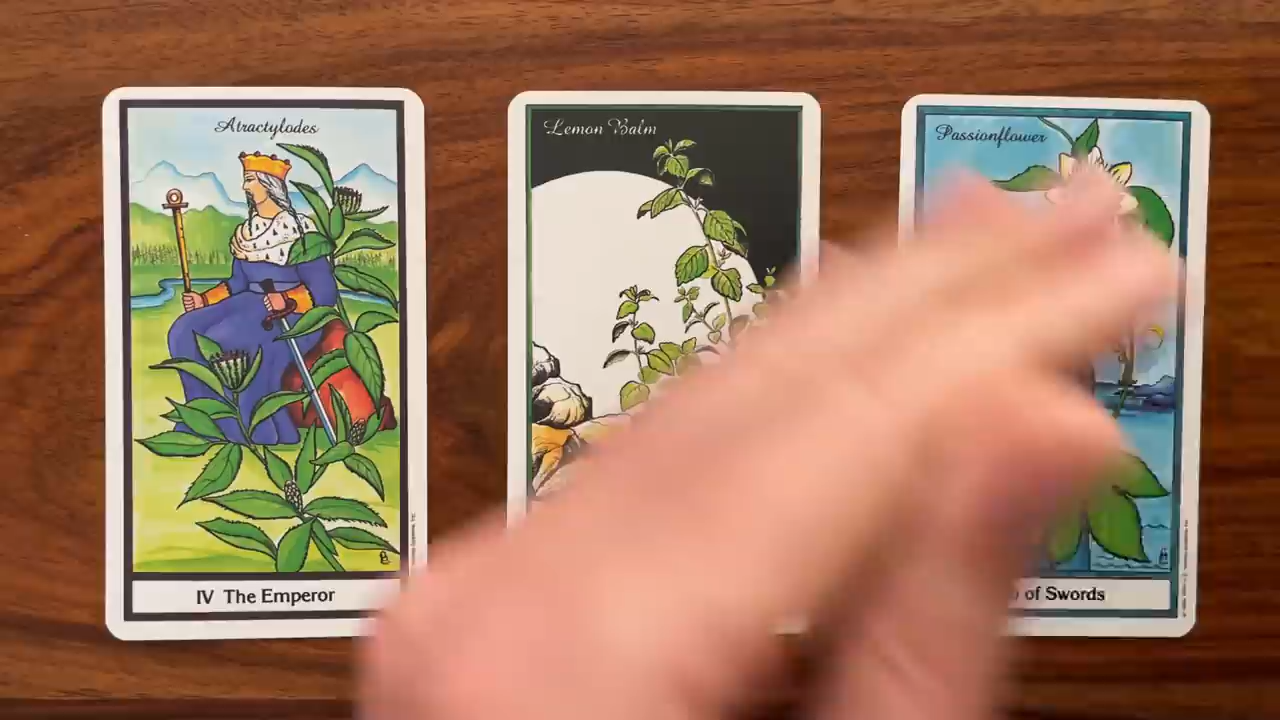 Atractylodes
IV The Emperor
Lemon Balm
Passionflower
of Swords